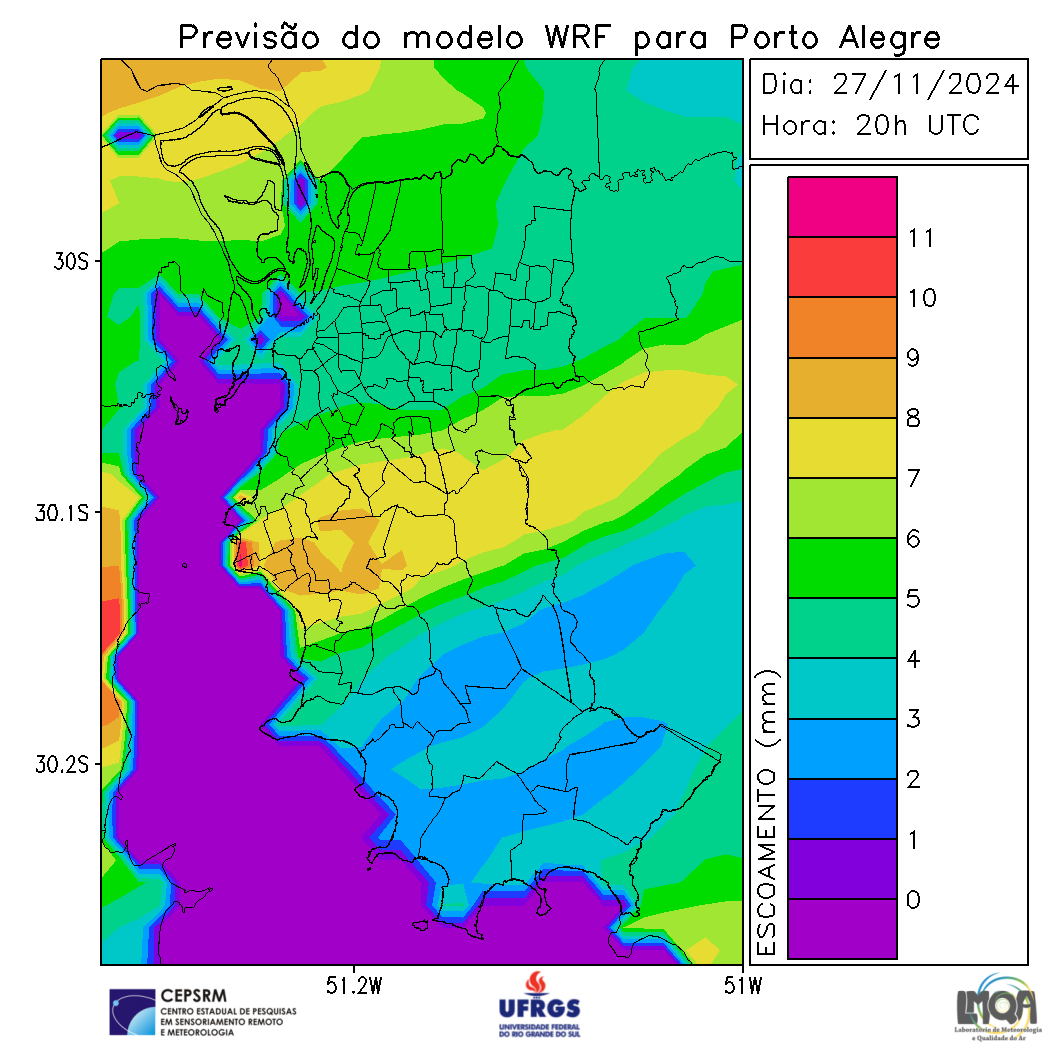 Previsão do modelo WRF para Porto Alegre
Dia: 27/11/2024
Hora: 20h UTC
30S
30.1S
30.2S
51.2W
51W
ESCOAMENTO (mm)
11
10
9
8
7
6
5
4
3
2
1
0
CEPSRM
CENTRO ESTADUAL DE PESQUISAS
EM SENSORIAMENTO REMOTO
E METEOROLOGIA
UFRGS
UNIVERSIDADE FEDERAL
DO RIO GRANDE DO SUL
LMQA
Laboratório de Meteorologia
e Qualidade do Ar